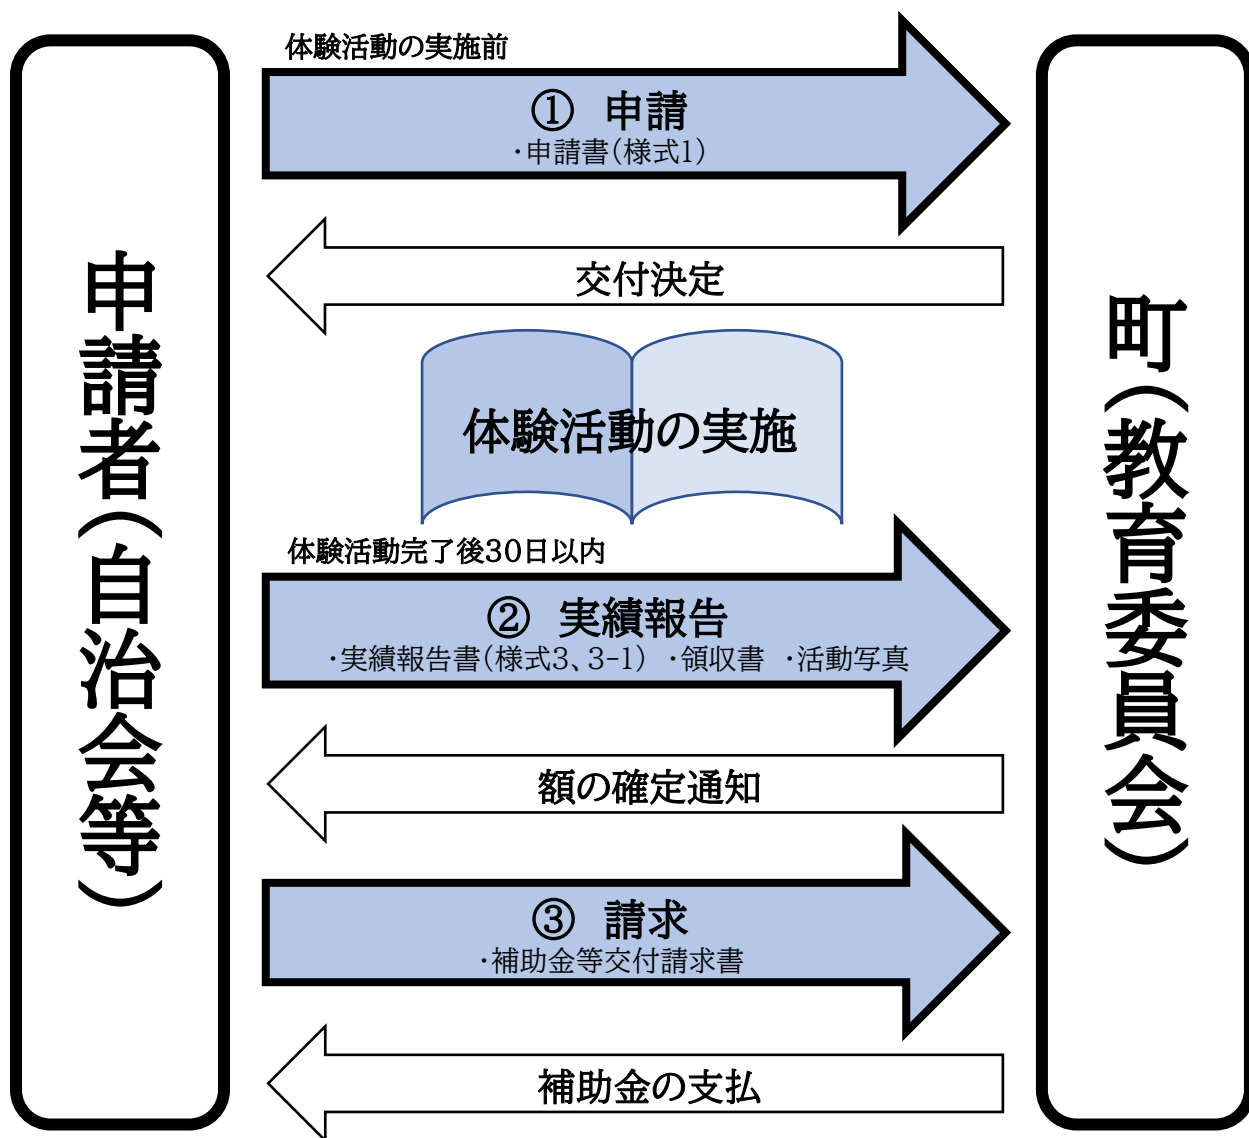 申請者（自治会等）
体験活動の実施前
① 申請
・申請書（様式1）
交付決定
体験活動の実施
体験活動完了後30日以内
② 実績報告
・実績報告書（様式3、3-1） ・領収書 ・活動写真
額の確定通知
③ 請求
・補助金等交付請求書
補助金の支払
町（教育委員会）